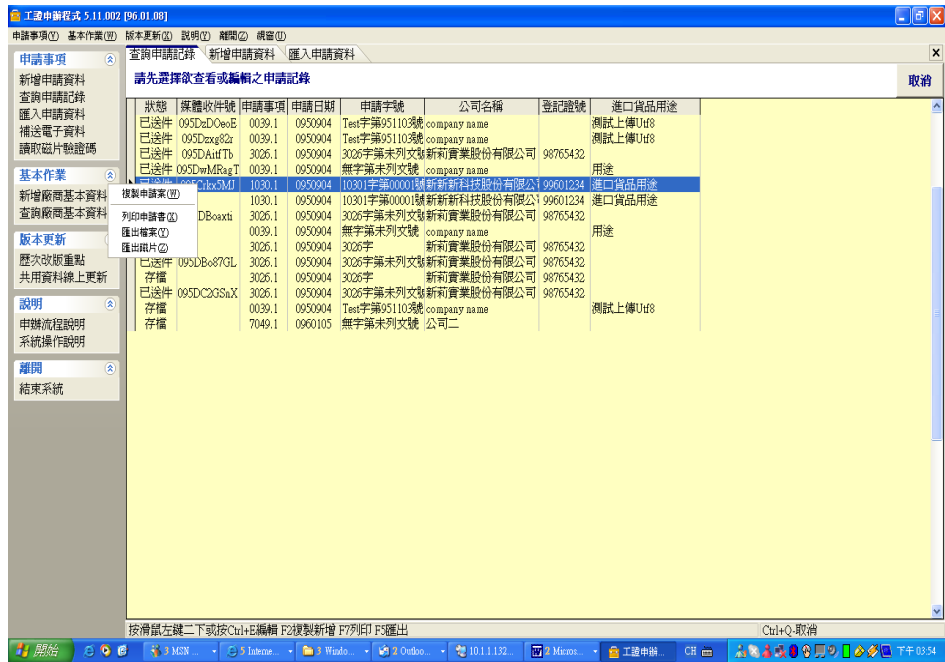 工證申辦程式 5.11.002 [96.01.08]
申請事項(V) 基本作業(W) 版本更新(X) 說明(Y) 離開(Z) 視窗(U)
申請事項
新增申請資料
查詢申請記錄
匯入申請資料
補送電子資料
讀取磁片驗證碼
基本作業
新增廠商基本資料
查詢廠商基本資料
版本更新
歷次改版重點
共用資料線上更新
說明
申辦流程說明
系統操作說明
離開
結束系統
查詢申請記錄 新增申請資料 匯入申請資料
請先選擇欲查看或編輯之申請記錄
取消
狀態 媒體收件號 申請事項 申請日期 申請字號 公司名稱 登記證號 進口貨品用途
已送件 095DzDOeoE 0039.1 0950904 Test字第951103號 company name 測試上傳Utf8
已送件 095Dzxg82r 0039.1 0950904 Test字第951103號 company name 測試上傳Utf8
已送件 095DAitfTb 3026.1 0950904 3026字第未列文號 新莉實業股份有限公司 98765432
已送件 095DwMRagT 0039.1 0950904 無字第未列文號 company name 用途
已送件 095Crkx5MJ 1030.1 0950904 10301字第00001號 新新新科技股份有限公 99601234 進口貨品用途
1030.1 0950904 10301字第00001號 新新新科技股份有限公 99601234 進口貨品用途
DBoaxti 3026.1 0950904 3026字第未列文號 新莉實業股份有限公司 98765432
0039.1 0950904 無字第未列文號 company name 用途
3026.1 0950904 3026字 新莉實業股份有限公司 98765432
已送件 095DBo87GL 3026.1 0950904 3026字第未列文號 新莉實業股份有限公司 98765432
存檔 3026.1 0950904 3026字 新莉實業股份有限公司 98765432
已送件 095DC2GSnX 3026.1 0950904 3026字第未列文號 新莉實業股份有限公司 98765432
存檔 0039.1 0950904 Test字第951103號 company name 測試上傳Utf8
存檔 7049.1 0960105 無字第未列文號 公司二
複製申請案(W)
列印申請書(X)
匯出檔案(Y)
匯出磁片(Z)
按滑鼠左鍵二下或按Ctrl+E編輯 F2複製新增 F7列印 F5匯出
Ctrl+Q-取消
開始 3 MSN ... 5 Interne... 3 Windo... 2 Outloo... 10.1.1.132... 2 Micros... 工證申辦... CH 下午 03:54